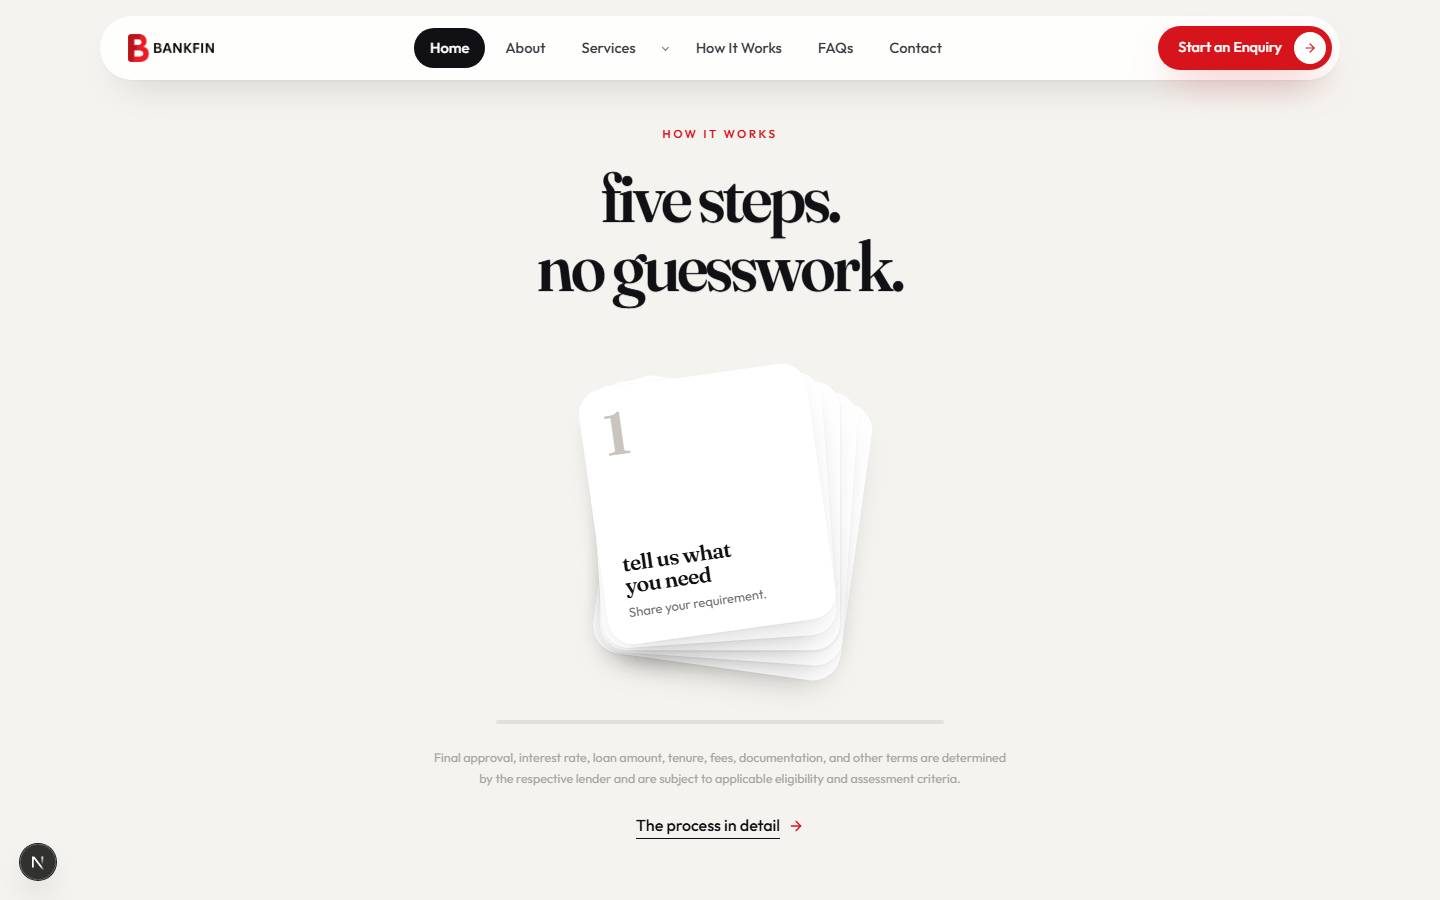 BANKFIN
Home
About
Services
How It Works
FAQs
Contact
Start an Enquiry
HOW IT WORKS
five steps.
no guesswork.
1
tell us what
you need
Share your requirement.
Final approval, interest rate, loan amount, tenure, fees, documentation, and other terms are determined
by the respective lender and are subject to applicable eligibility and assessment criteria.
The process in detail
N